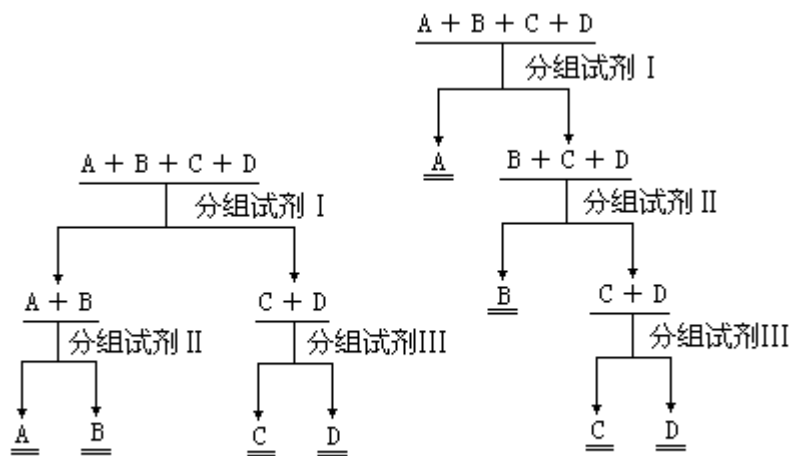 A + B + C + D
分组试剂 I
A + B
C + D
分组试剂 II
分组试剂III
A
B
C
D
A + B + C + D
分组试剂 I
A
B + C + D
分组试剂 II
B
C + D
分组试剂III
C
D